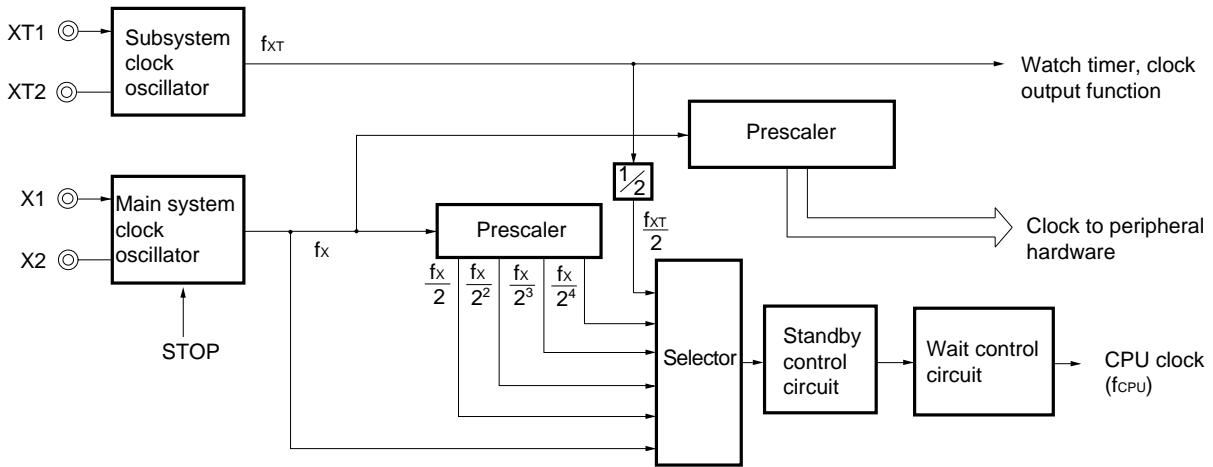 XT1
XT2
Subsystem
clock
oscillator
fXT
Watch timer, clock
output function
Prescaler
1/2
X1
X2
Main system
clock
oscillator
fX
Prescaler
fXT/2
Clock to peripheral
hardware
fX/2 fX/2² fX/2³ fX/2⁴
STOP
Selector
Standby
control
circuit
Wait control
circuit
CPU clock
(fCPU)